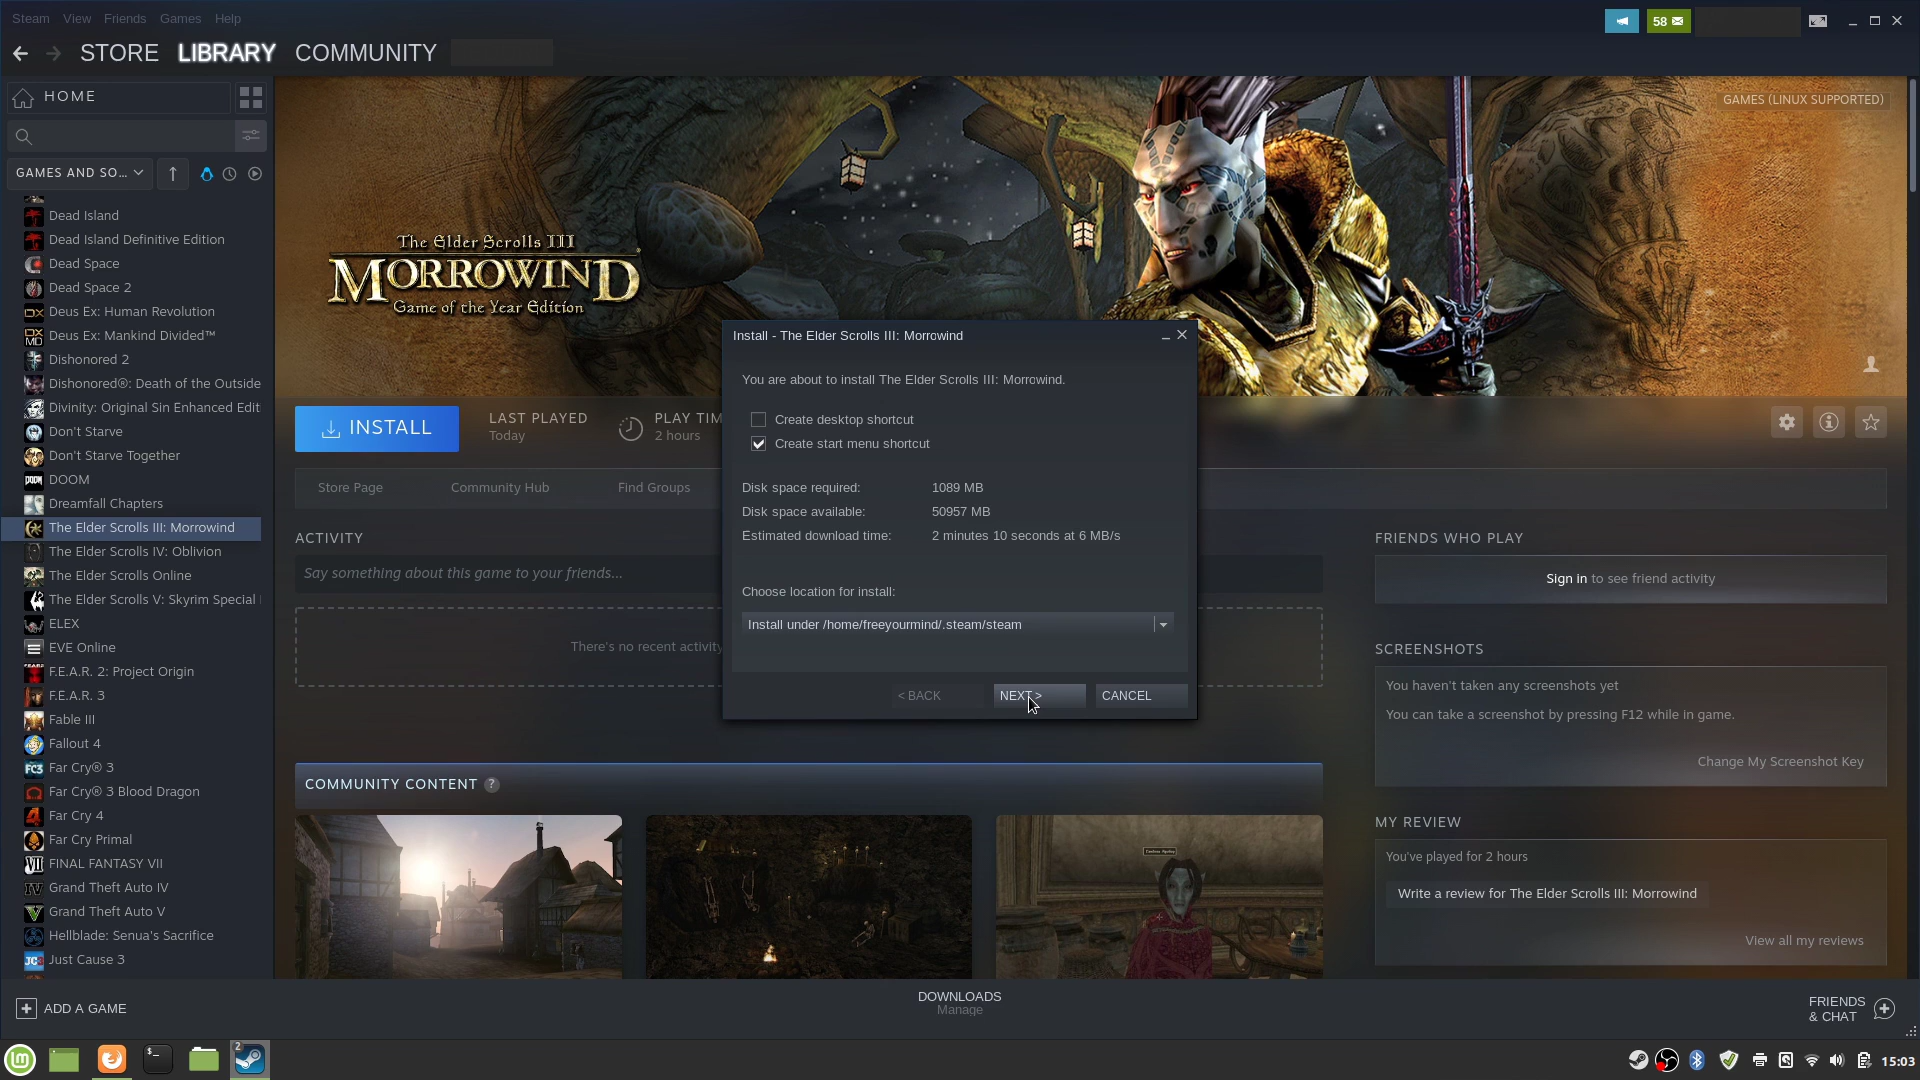 Steam View Friends Games Help
58
STORE LIBRARY COMMUNITY
HOME
GAMES AND SO...
Dead Island
Dead Island Definitive Edition
Dead Space
Dead Space 2
Deus Ex: Human Revolution
Deus Ex: Mankind Divided™
Dishonored 2
Dishonored®: Death of the Outside
Divinity: Original Sin Enhanced Edit
Don't Starve
Don't Starve Together
DOOM
Dreamfall Chapters
The Elder Scrolls III: Morrowind
The Elder Scrolls IV: Oblivion
The Elder Scrolls Online
The Elder Scrolls V: Skyrim Special
ELEX
EVE Online
F.E.A.R. 2: Project Origin
F.E.A.R. 3
Fable III
Fallout 4
Far Cry® 3
Far Cry® 3 Blood Dragon
Far Cry 4
Far Cry Primal
FINAL FANTASY VII
Grand Theft Auto IV
Grand Theft Auto V
Hellblade: Senua's Sacrifice
Just Cause 3
GAMES (LINUX SUPPORTED)
The Elder Scrolls III
MORROWIND
Game of the Year Edition
INSTALL
LAST PLAYED
Today
PLAY TIM
2 hours
Store Page Community Hub Find Groups
ACTIVITY
Say something about this game to your friends...
There's no recent activity
Install - The Elder Scrolls III: Morrowind
You are about to install The Elder Scrolls III: Morrowind.
Create desktop shortcut
Create start menu shortcut
Disk space required: 1089 MB
Disk space available: 50957 MB
Estimated download time: 2 minutes 10 seconds at 6 MB/s
Choose location for install:
Install under /home/freeyourmind/.steam/steam
< BACK NEXT > CANCEL
COMMUNITY CONTENT ?
FRIENDS WHO PLAY
Sign in to see friend activity
SCREENSHOTS
You haven't taken any screenshots yet
You can take a screenshot by pressing F12 while in game.
Change My Screenshot Key
MY REVIEW
You've played for 2 hours
Write a review for The Elder Scrolls III: Morrowind
View all my reviews
ADD A GAME
DOWNLOADS
Manage
FRIENDS
& CHAT
2
15:03